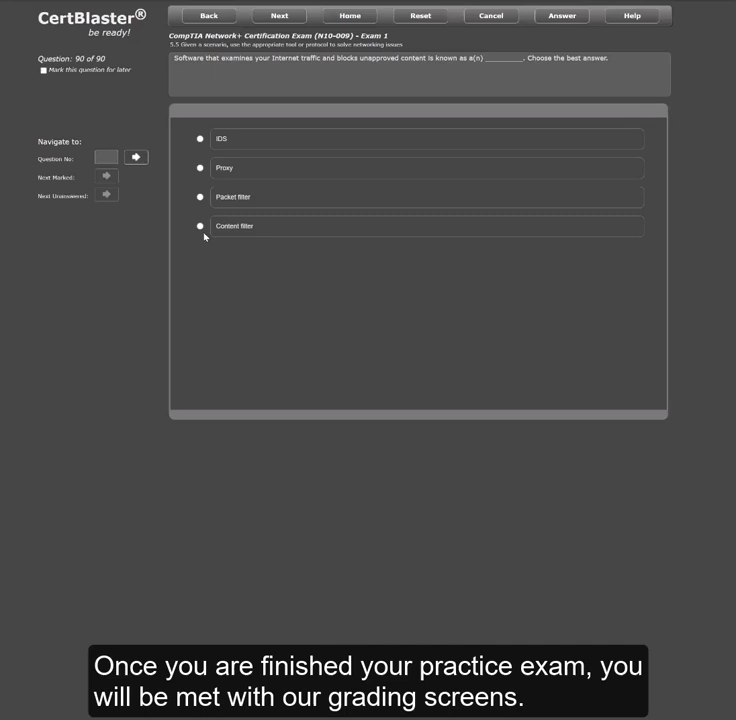 CertBlaster®
be ready!
Back Next Home Reset Cancel Answer Help
CompTIA Network+ Certification Exam (N10-009) - Exam 1
5.5 Given a scenario, use the appropriate tool or protocol to solve networking issues
Question: 90 of 90
Mark this question for later
Software that examines your Internet traffic and blocks unapproved content is known as a(n) _________. Choose the best answer.
Navigate to:
Question No:
Next Marked:
Next Unanswered:
IDS
Proxy
Packet filter
Content filter
Once you are finished your practice exam, you
will be met with our grading screens.